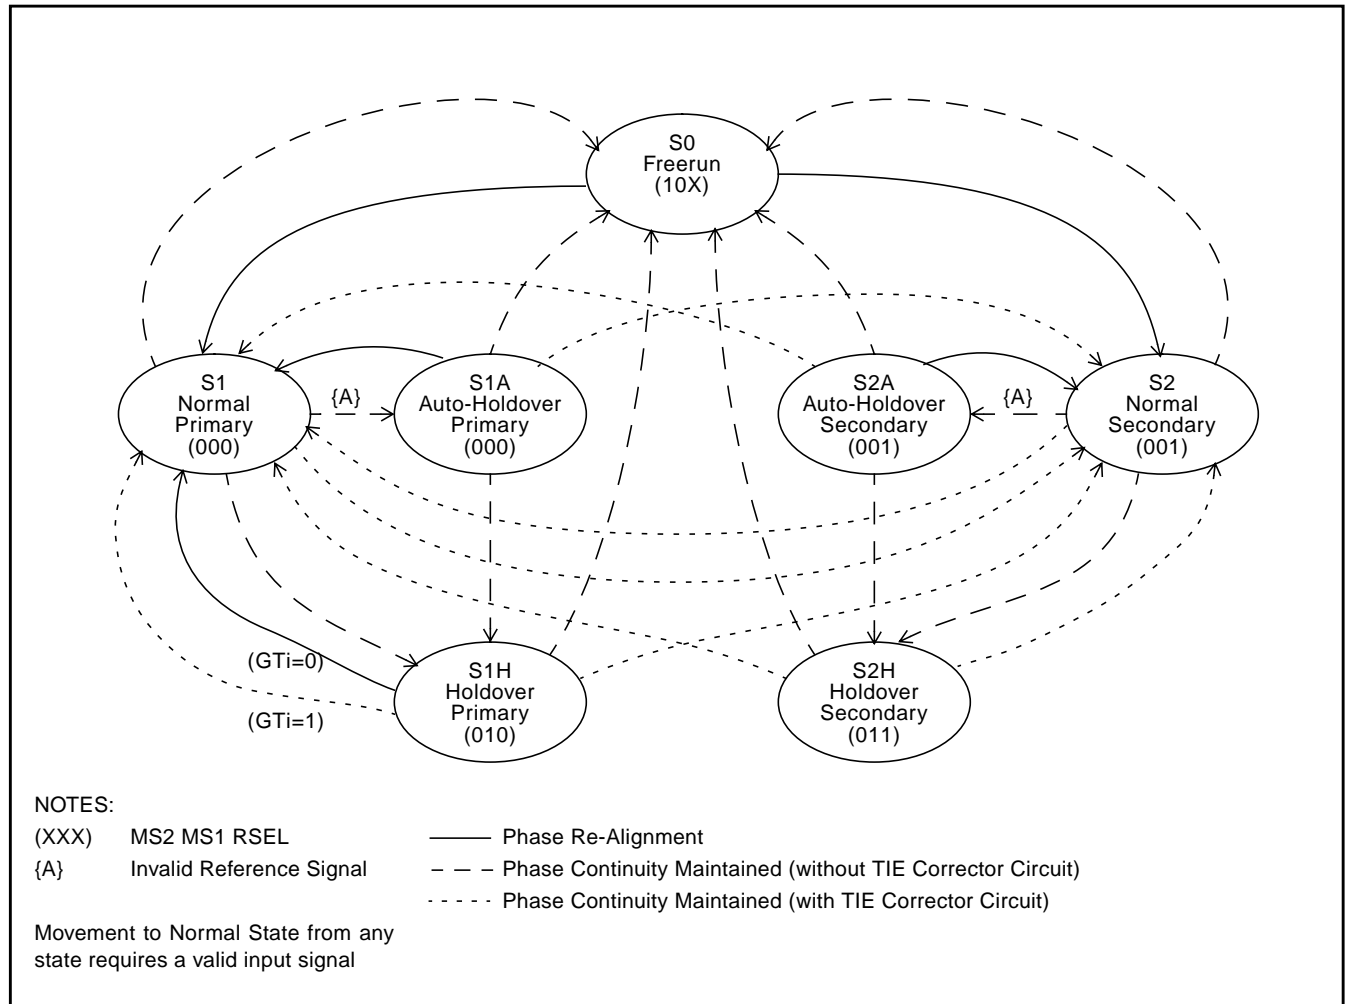 S0
Freerun
(10X)
S1
Normal
Primary
(000)
{A}
S1A
Auto-Holdover
Primary
(000)
S2A
Auto-Holdover
Secondary
(001)
{A}
S2
Normal
Secondary
(001)
(GTi=0)
(GTi=1)
S1H
Holdover
Primary
(010)
S2H
Holdover
Secondary
(011)
NOTES:
(XXX) MS2 MS1 RSEL
{A} Invalid Reference Signal
Phase Re-Alignment
Phase Continuity Maintained (without TIE Corrector Circuit)
Phase Continuity Maintained (with TIE Corrector Circuit)
Movement to Normal State from any
state requires a valid input signal